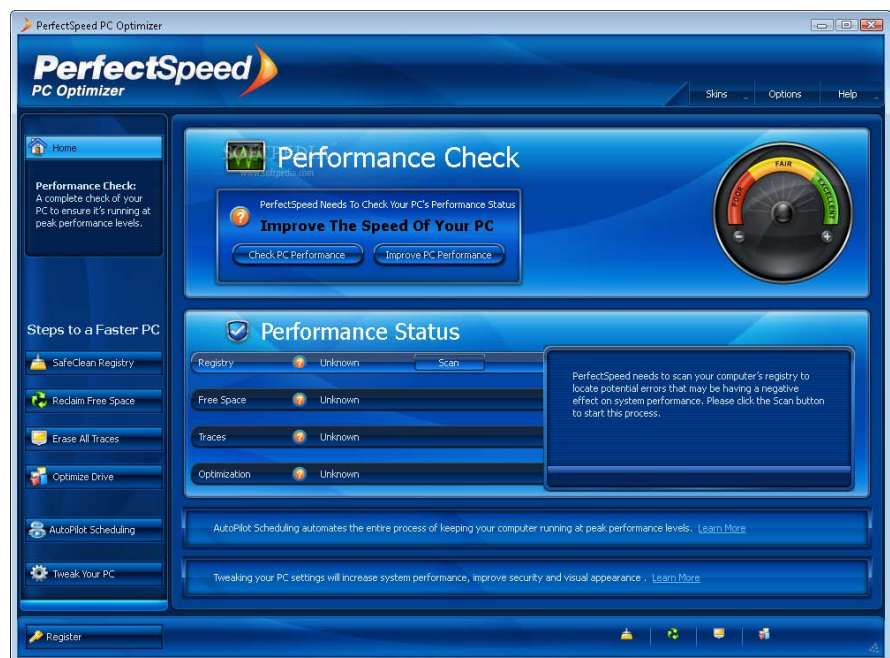 PerfectSpeed PC Optimizer
PerfectSpeed
PC Optimizer
Skins
Options
Help
Home
Performance Check:
A complete check of your
PC to ensure it's running at
peak performance levels.
Steps to a Faster PC
SafeClean Registry
Reclaim Free Space
Erase All Traces
Optimize Drive
AutoPilot Scheduling
Tweak Your PC
Register
SOFTPEDIA
www.softpedia.com
Performance Check
PerfectSpeed Needs To Check Your PC's Performance Status
Improve The Speed Of Your PC
Check PC Performance
Improve PC Performance
POOR
FAIR
EXCELLENT
Performance Status
Registry Unknown Scan
Free Space Unknown
Traces Unknown
Optimization Unknown
PerfectSpeed needs to scan your computer's registry to
locate potential errors that may be having a negative
effect on system performance. Please click the Scan button
to start this process.
AutoPilot Scheduling automates the entire process of keeping your computer running at peak performance levels. Learn More
Tweaking your PC settings will increase system performance, improve security and visual appearance . Learn More